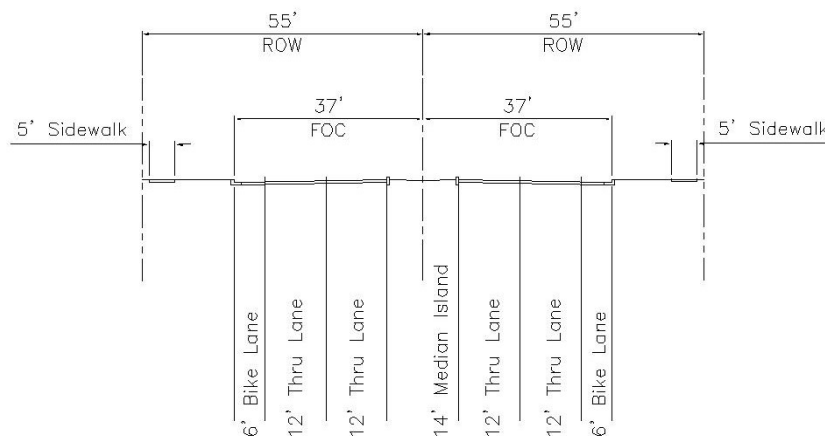 55'
ROW
55'
ROW
37'
FOC
37'
FOC
5' Sidewalk
5' Sidewalk
6' Bike Lane
12' Thru Lane
12' Thru Lane
14' Median Island
12' Thru Lane
12' Thru Lane
6' Bike Lane